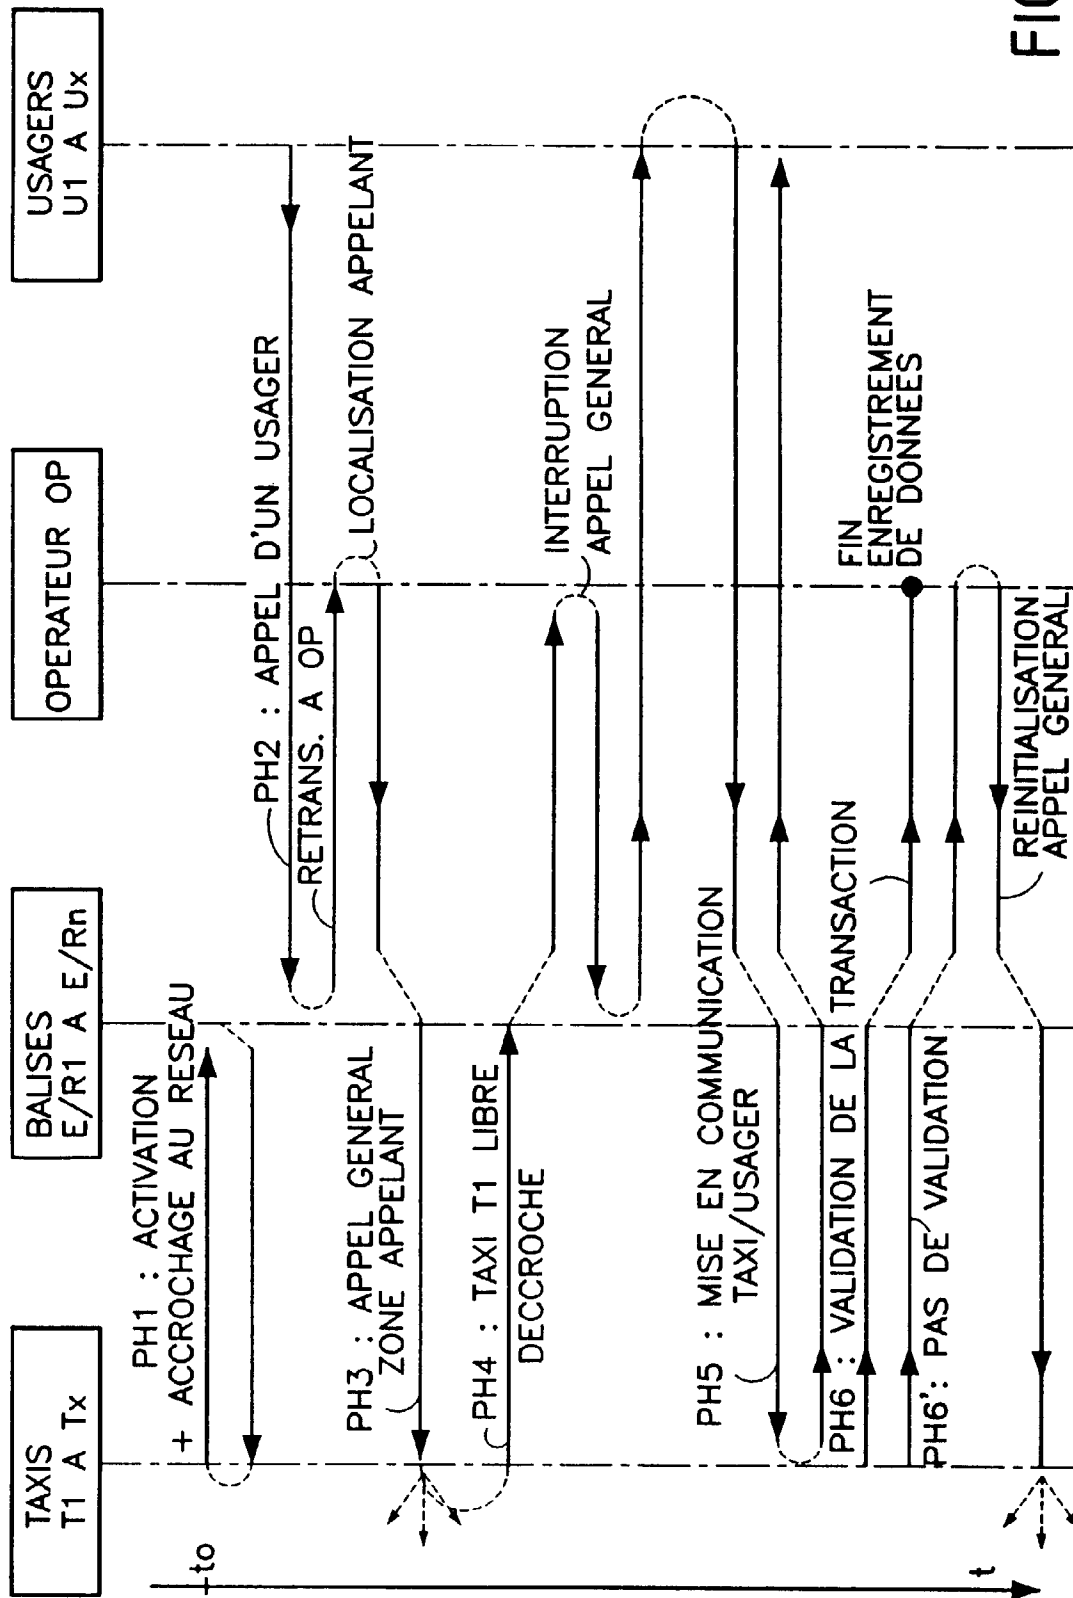 TAXIS
T1 A Tx
BALISES
E/R1 A E/Rn
OPERATEUR OP
USAGERS
U1 A Ux
to
PH1 : ACTIVATION
+ ACCROCHAGE AU RESEAU
PH2 : APPEL D'UN USAGER
RETRANS. A OP
LOCALISATION APPELANT
PH3 : APPEL GENERAL
ZONE APPELANT
PH4 : TAXI T1 LIBRE
DECCROCHE
INTERRUPTION
APPEL GENERAL
PH5 : MISE EN COMMUNICATION
TAXI/USAGER
PH6 : VALIDATION DE LA TRANSACTION
FIN
ENREGISTREMENT
DE DONNEES
PH6': PAS DE VALIDATION
REINITIALISATION
APPEL GENERAL
t